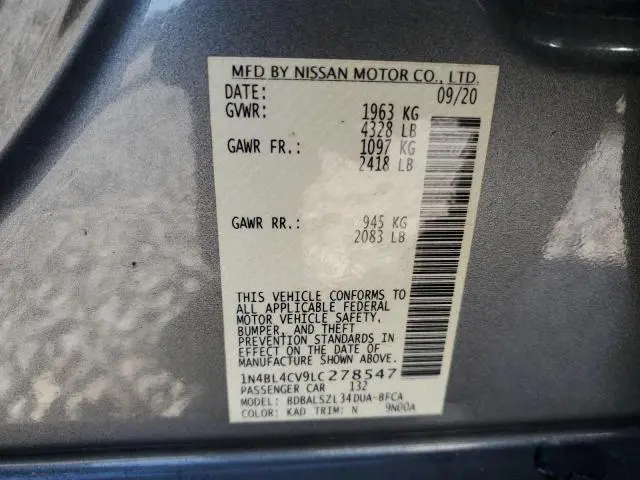 MFD BY NISSAN MOTOR CO., LTD.
DATE: 09/20
GVWR: 1963 KG
4328 LB
GAWR FR.: 1097 KG
2418 LB
GAWR RR.: 945 KG
2083 LB
THIS VEHICLE CONFORMS TO
ALL APPLICABLE FEDERAL
MOTOR VEHICLE SAFETY,
BUMPER, AND THEFT
PREVENTION STANDARDS IN
EFFECT ON THE DATE OF
MANUFACTURE SHOWN ABOVE.
1N4BL4CV9LC278547
PASSENGER CAR 132
MODEL: BDBALSZL34DUA-BFCA
COLOR: KAD TRIM: N 9N00A